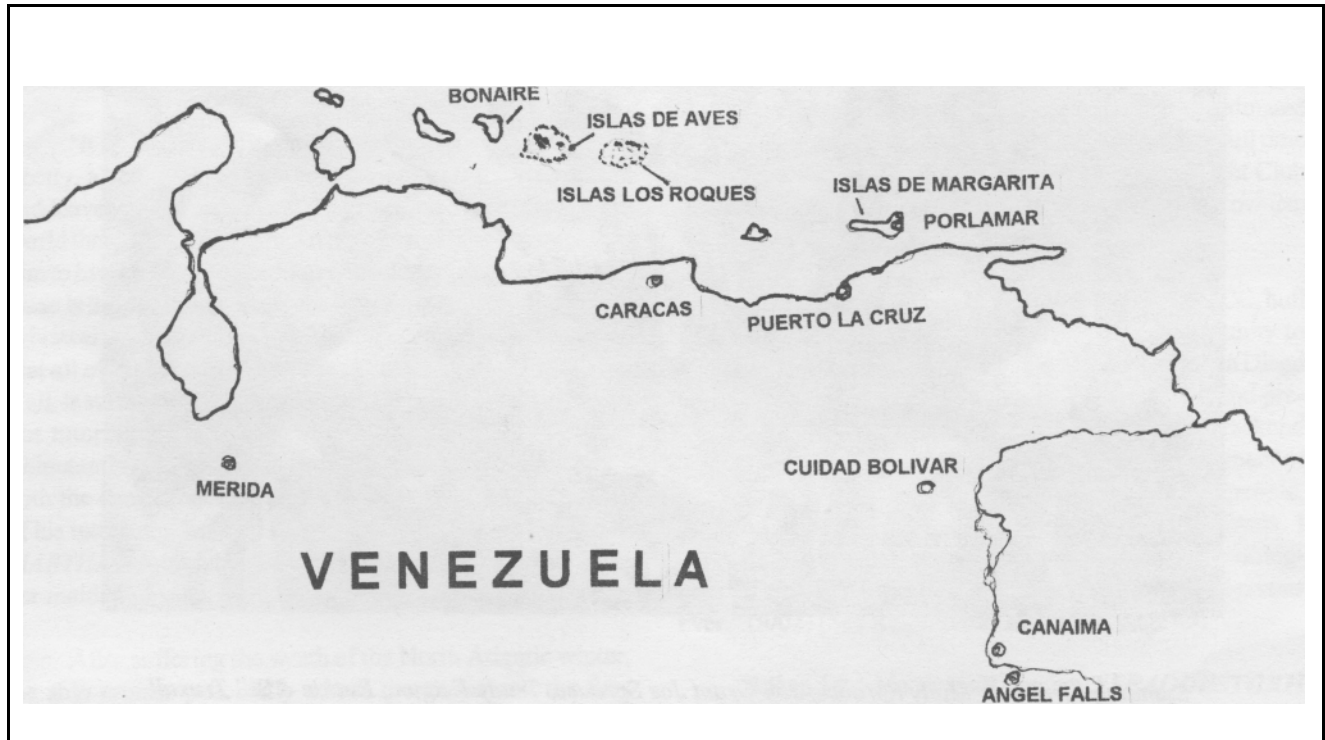 BONAIRE
ISLAS DE AVES
ISLAS LOS ROQUES
ISLAS DE MARGARITA
PORLAMAR
CARACAS
PUERTO LA CRUZ
CUIDAD BOLIVAR
MERIDA
VENEZUELA
CANAIMA
ANGEL FALLS